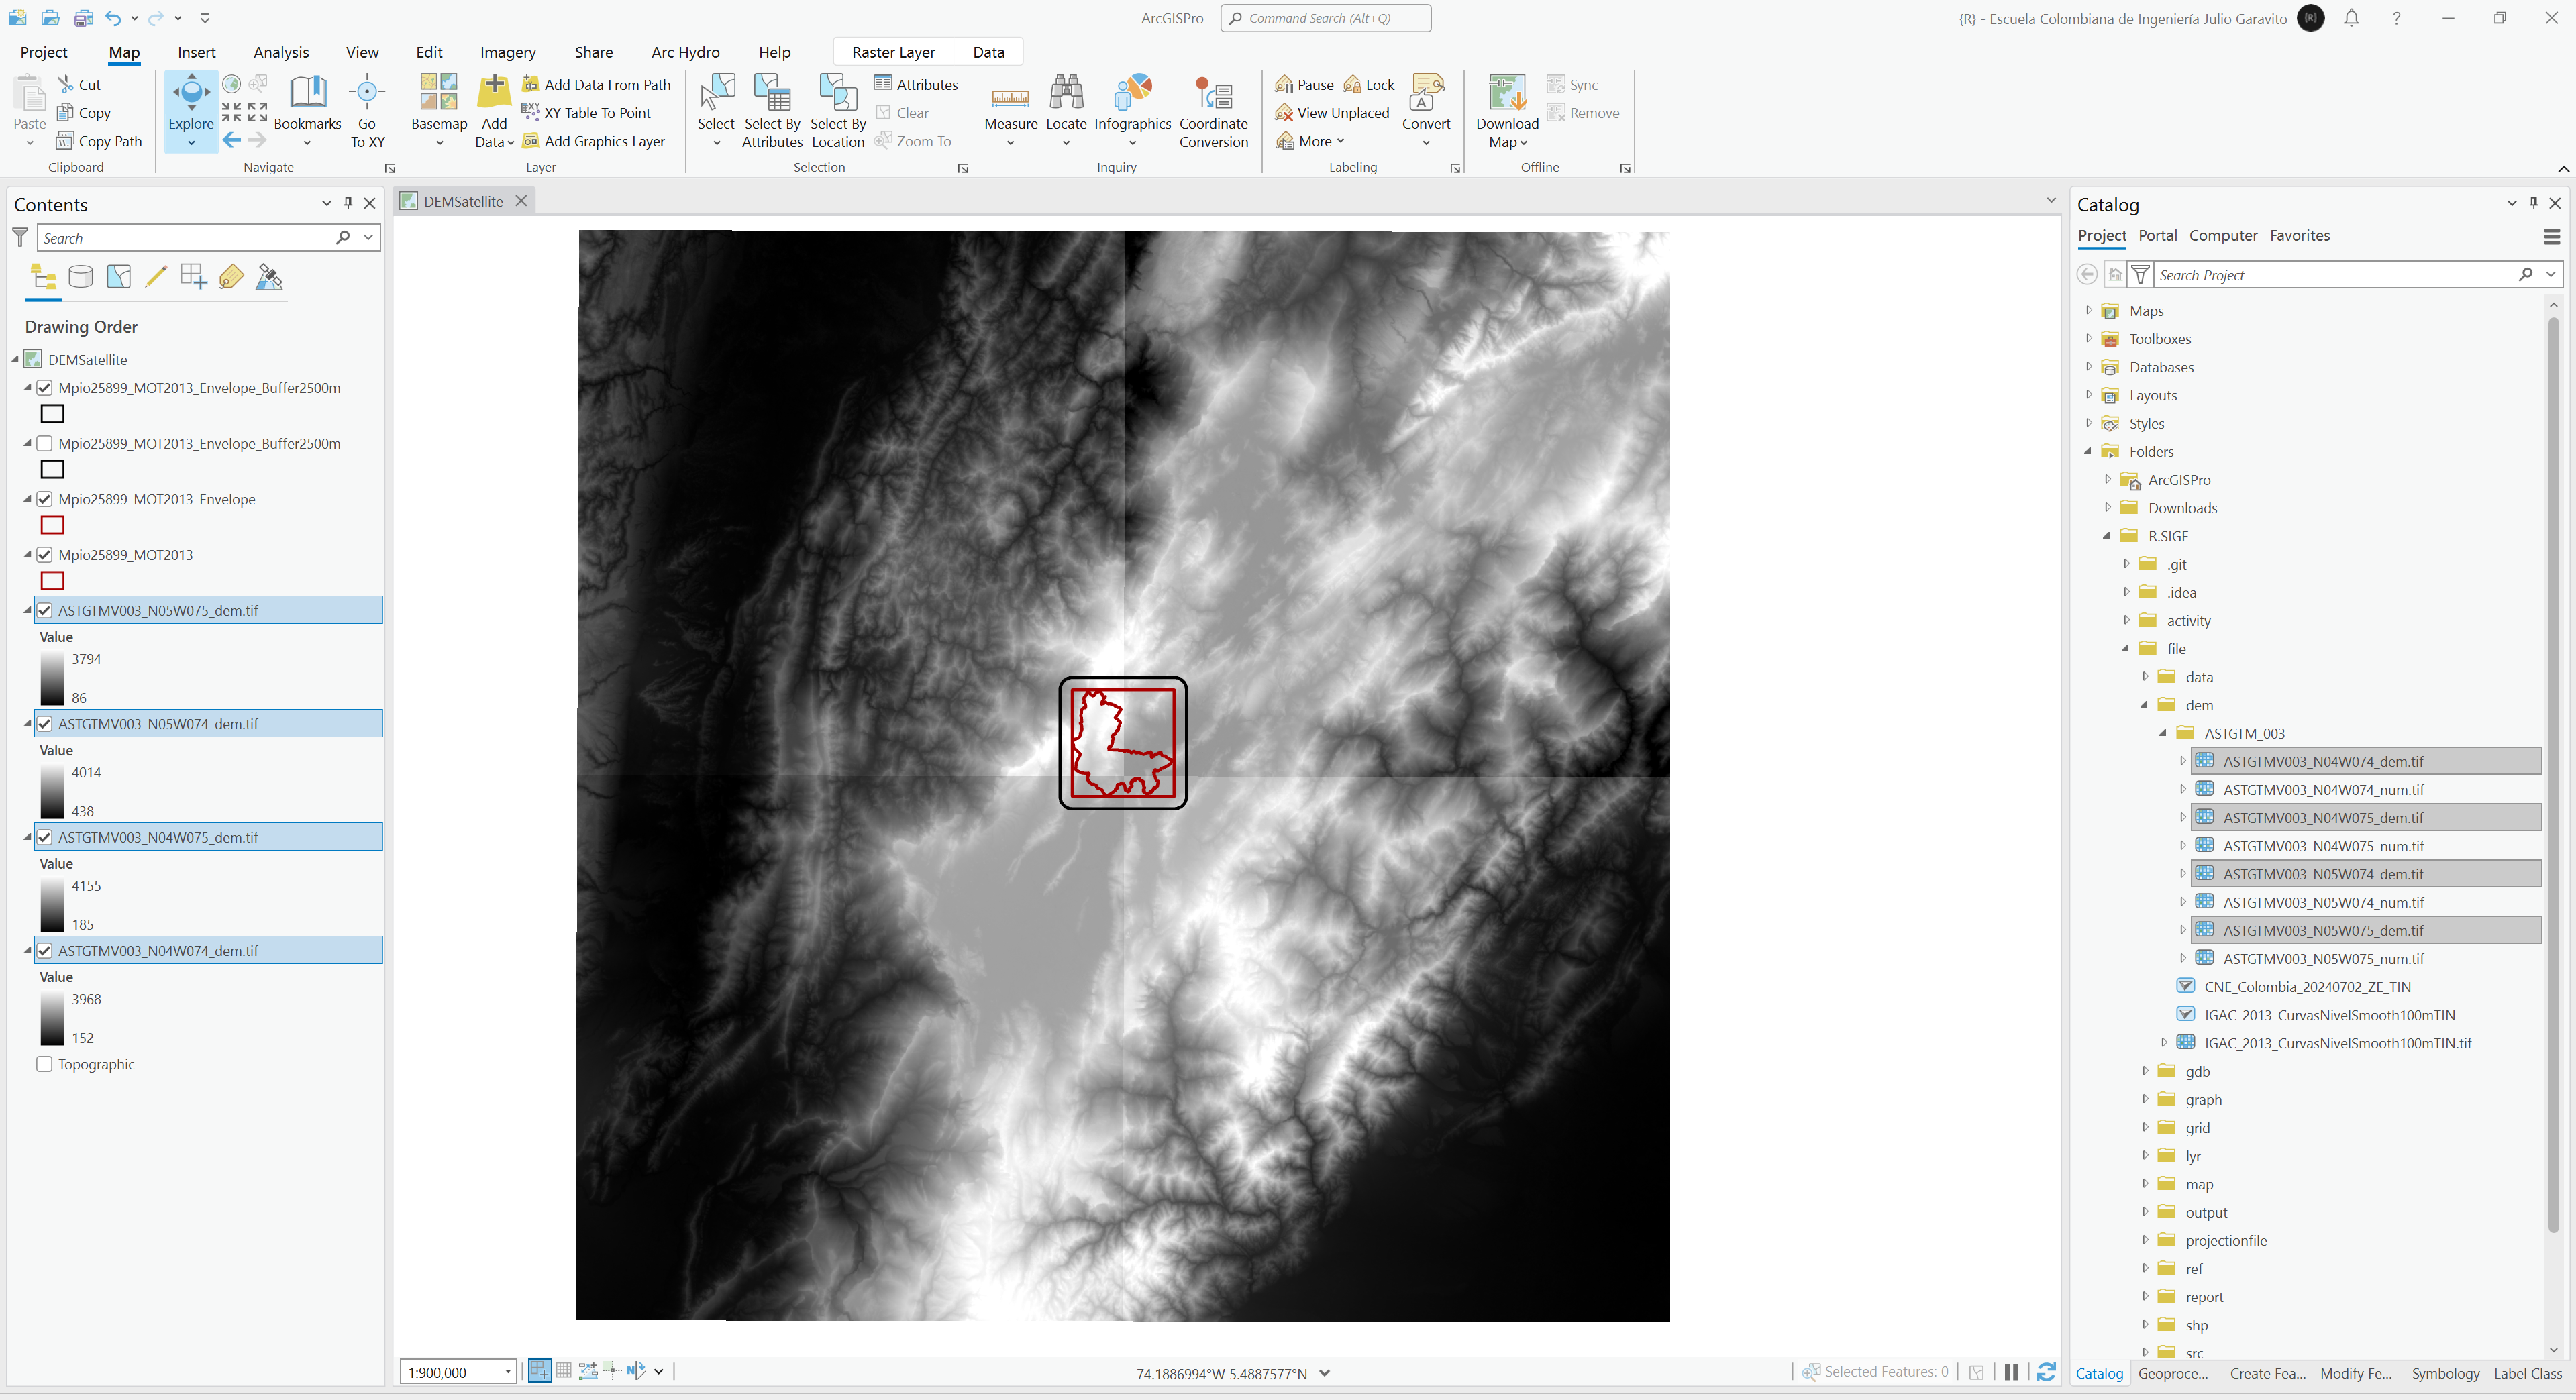 ArcGISPro
Command Search (Alt+Q)
{R} - Escuela Colombiana de Ingeniería Julio Garavito
{R}
?
Project
Map
Insert
Analysis
View
Edit
Imagery
Share
Arc Hydro
Help
Raster Layer
Data
Paste
Cut
Copy
Copy Path
Clipboard
Explore
Bookmarks
Go
To XY
Navigate
Basemap
Add
Data
Add Data From Path
XY Table To Point
Add Graphics Layer
Layer
Select
Select By
Attributes
Select By
Location
Attributes
Clear
Zoom To
Selection
Measure
Locate
Infographics
Coordinate
Conversion
Inquiry
Pause
Lock
View Unplaced
More
Convert
Labeling
Download
Map
Sync
Remove
Offline
Contents
Search
Drawing Order
DEMSatellite
Mpio25899_MOT2013_Envelope_Buffer2500m
Mpio25899_MOT2013_Envelope_Buffer2500m
Mpio25899_MOT2013_Envelope
Mpio25899_MOT2013
ASTGTMV003_N05W075_dem.tif
Value
3794
86
ASTGTMV003_N05W074_dem.tif
Value
4014
438
ASTGTMV003_N04W075_dem.tif
Value
4155
185
ASTGTMV003_N04W074_dem.tif
Value
3968
152
Topographic
DEMSatellite
1:900,000
74.1886994°W 5.4887577°N
Selected Features: 0
Catalog
Project
Portal
Computer
Favorites
Search Project
Maps
Toolboxes
Databases
Layouts
Styles
Folders
ArcGISPro
Downloads
R.SIGE
.git
.idea
activity
file
data
dem
ASTGTM_003
ASTGTMV003_N04W074_dem.tif
ASTGTMV003_N04W074_num.tif
ASTGTMV003_N04W075_dem.tif
ASTGTMV003_N04W075_num.tif
ASTGTMV003_N05W074_dem.tif
ASTGTMV003_N05W074_num.tif
ASTGTMV003_N05W075_dem.tif
ASTGTMV003_N05W075_num.tif
CNE_Colombia_20240702_ZE_TIN
IGAC_2013_CurvasNivelSmooth100mTIN
IGAC_2013_CurvasNivelSmooth100mTIN.tif
gdb
graph
grid
lyr
map
output
projectionfile
ref
report
shp
src
Catalog
Geoproce...
Create Fea...
Modify Fe...
Symbology
Label Class